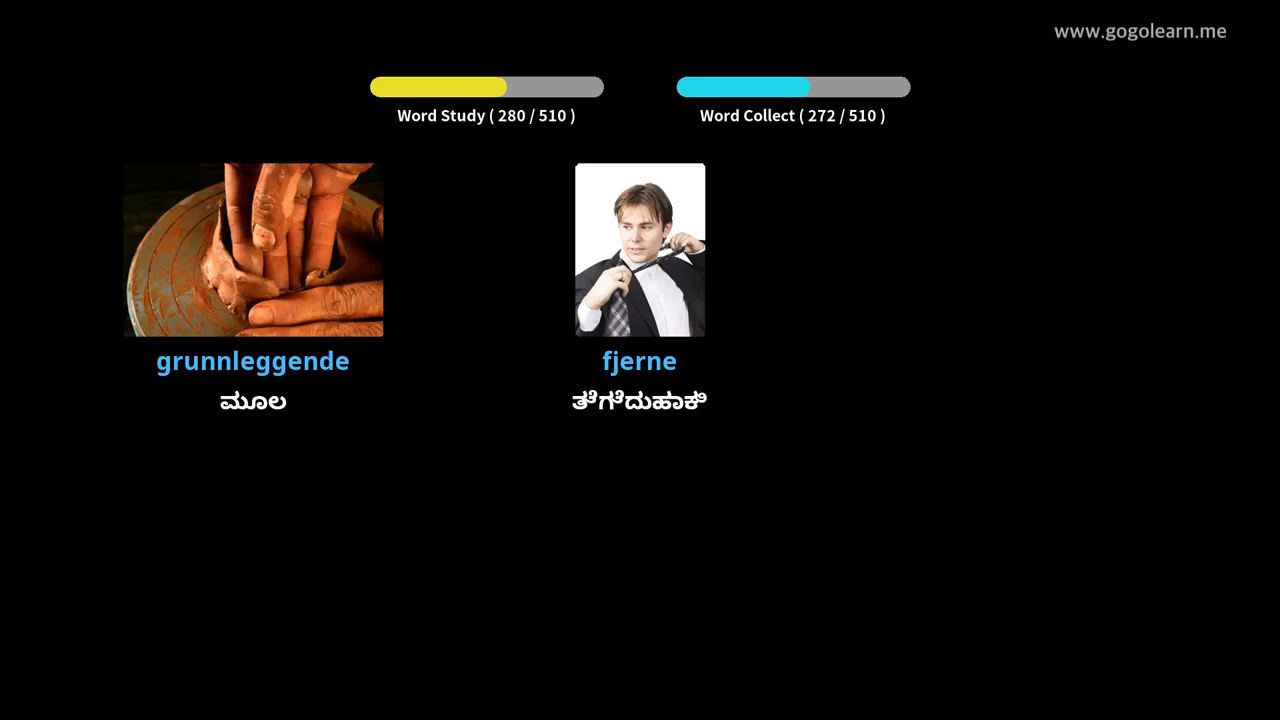 www.gogolearn.me
Word Study ( 280 / 510 )
Word Collect ( 272 / 510 )
grunnleggende
fjerne
ಮೂಲ
ತೆಗೆದುಹಾಕಿ